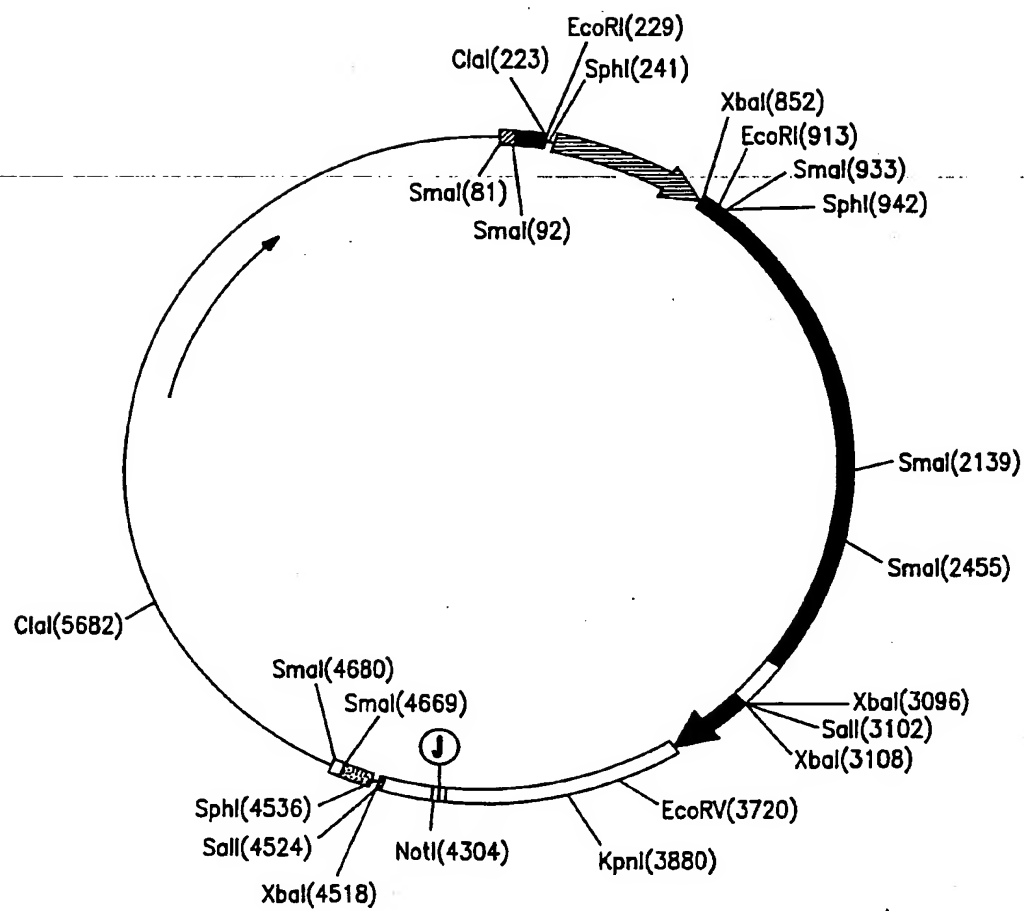 EcoRI(229)
ClaI(223)
SphI(241)
XbaI(852)
EcoRI(913)
SmaI(933)
SphI(942)
SmaI(81)
SmaI(92)
SmaI(2139)
SmaI(2455)
ClaI(5682)
SmaI(4680)
SmaI(4669)
XbaI(3096)
SalI(3102)
XbaI(3108)
J
SphI(4536)
EcoRV(3720)
SalI(4524)
NotI(4304)
KpnI(3880)
XbaI(4518)